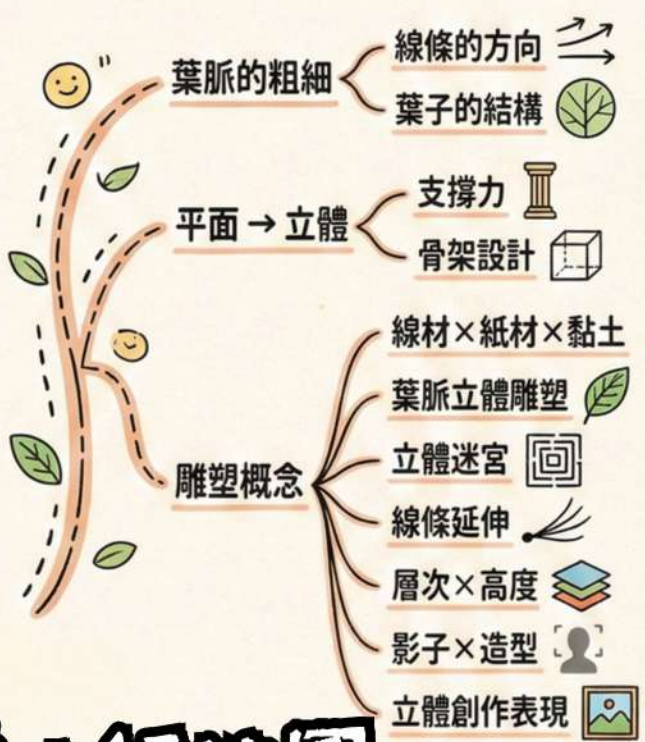 葉脈的粗細
線條的方向
葉子的結構
平面→立體
支撐力
骨架設計
雕塑概念
線材×紙材×黏土
葉脈立體雕塑
立體迷宮
線條延伸
層次×高度
影子×造型
立體創作表現